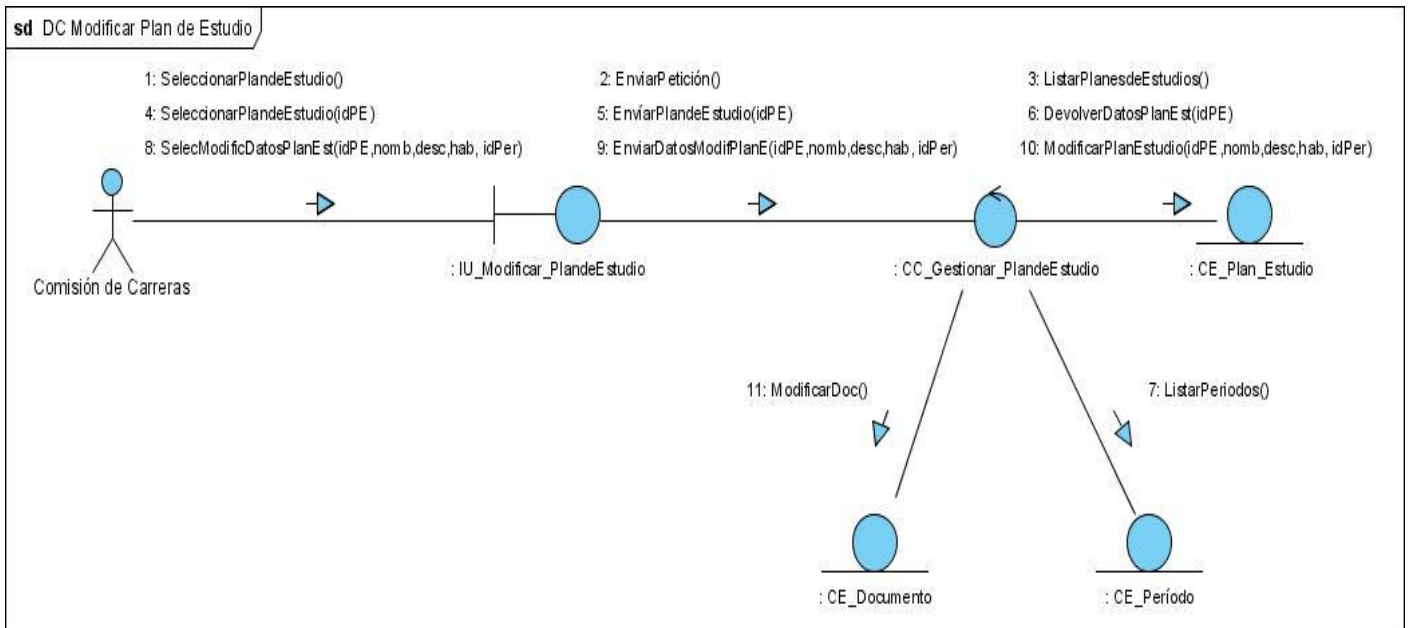 sd DC Modificar Plan de Estudio
1: SeleccionarPlandeEstudio()
4: SeleccionarPlandeEstudio(idPE)
8: SelecModificDatosPlanEst(idPE,nomb,desc,hab, idPer)
2: EnviarPetición()
5: EnvíarPlandeEstudio(idPE)
9: EnviarDatosModifPlanE(idPE,nomb,desc,hab, idPer)
3: ListarPlanesdeEstudios()
6: DevolverDatosPlanEst(idPE)
10: ModificarPlanEstudio(idPE,nomb,desc,hab, idPer)
Comisión de Carreras
: IU_Modificar_PlandeEstudio
: CC_Gestionar_PlandeEstudio
: CE_Plan_Estudio
11: ModificarDoc()
7: ListarPeriodos()
: CE_Documento
: CE_Período